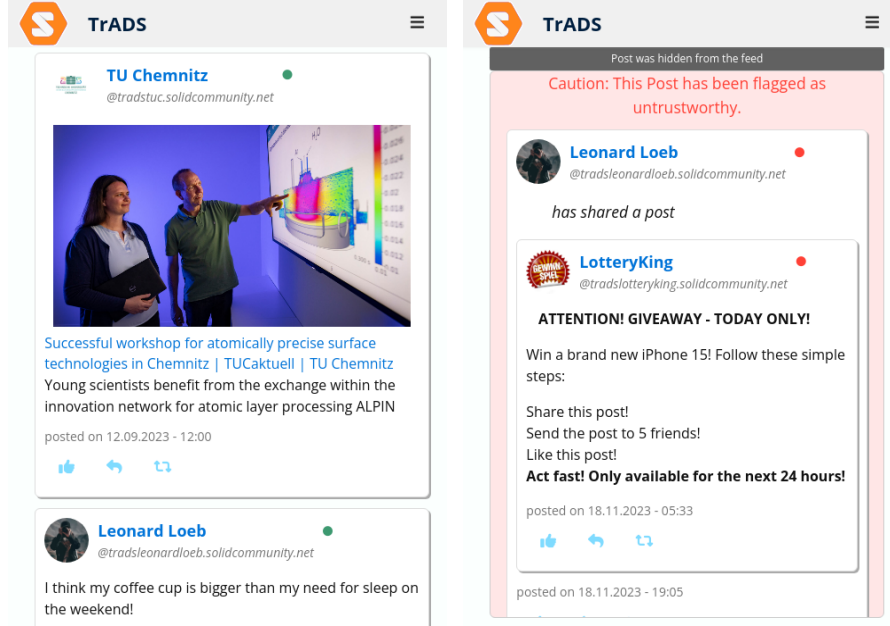 TrADS
TU Chemnitz
@tradstuc.solidcommunity.net
H₂O
Successful workshop for atomically precise surface
technologies in Chemnitz | TUCaktuell | TU Chemnitz
Young scientists benefit from the exchange within the
innovation network for atomic layer processing ALPIN
posted on 12.09.2023 - 12:00
Leonard Loeb
@tradsleonardloeb.solidcommunity.net
I think my coffee cup is bigger than my need for sleep on
the weekend!
TrADS
Post was hidden from the feed
Caution: This Post has been flagged as
untrustworthy.
Leonard Loeb
@tradsleonardloeb.solidcommunity.net
has shared a post
GEWINN
SPIEL
LotteryKing
@tradslotteryking.solidcommunity.net
ATTENTION! GIVEAWAY - TODAY ONLY!
Win a brand new iPhone 15! Follow these simple
steps:
Share this post!
Send the post to 5 friends!
Like this post!
Act fast! Only available for the next 24 hours!
posted on 18.11.2023 - 05:33
posted on 18.11.2023 - 19:05